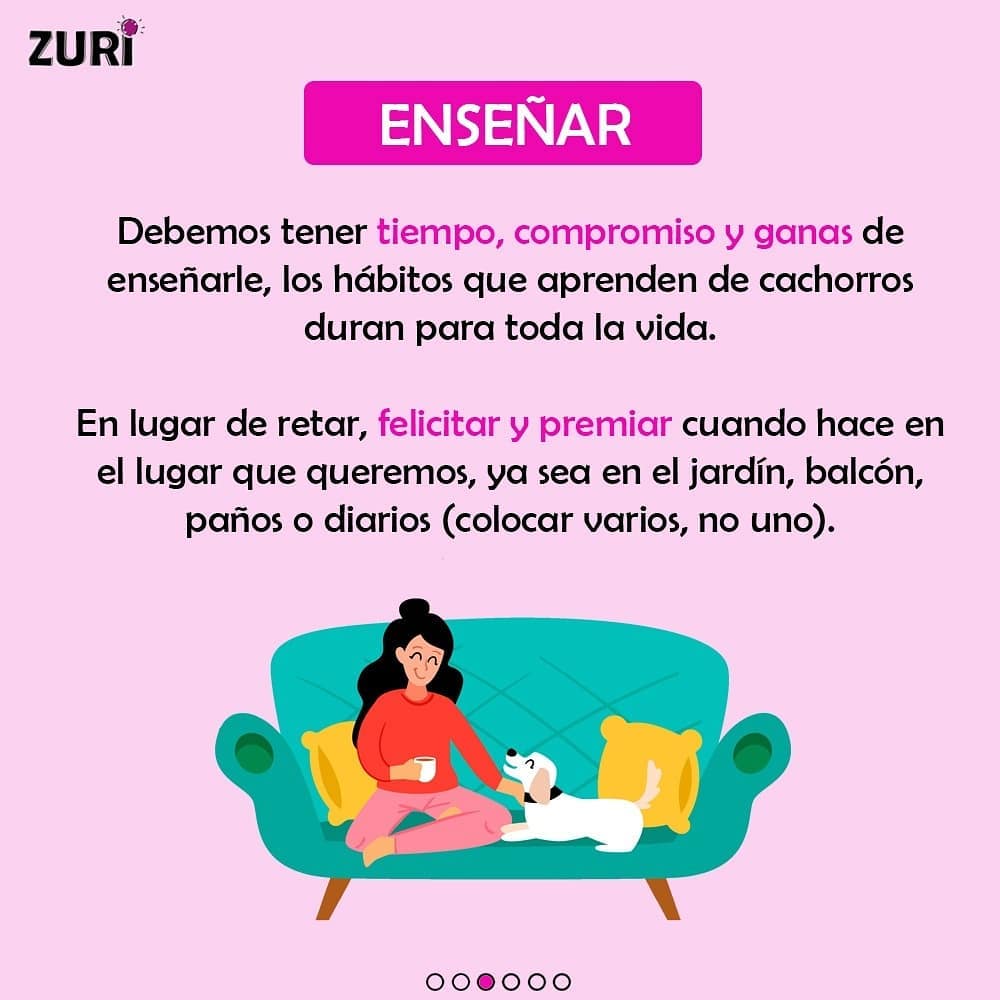 ZURI
ENSEÑAR
Debemos tener tiempo, compromiso y ganas de
enseñarle, los hábitos que aprenden de cachorros
duran para toda la vida.
En lugar de retar, felicitar y premiar cuando hace en
el lugar que queremos, ya sea en el jardín, balcón,
paños o diarios (colocar varios, no uno).